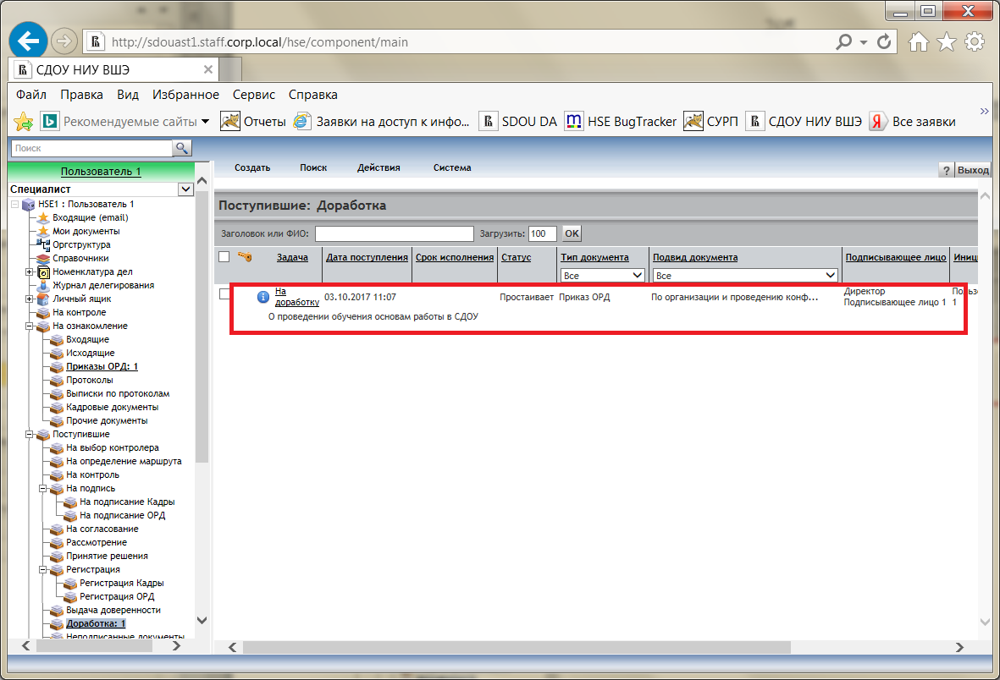 http://sdouast1.staff.corp.local/hse/component/main
СДОУ НИУ ВШЭ
Файл Правка Вид Избранное Сервис Справка
Рекомендуемые сайты Отчеты Заявки на доступ к инфо... SDOU DA HSE BugTracker СУРП СДОУ НИУ ВШЭ Все заявки
Поиск
Создать Поиск Действия Система
? Выход
Пользователь 1
Специалист
HSE1 : Пользователь 1
Входящие (email)
Мои документы
Оргструктура
Справочники
Номенклатура дел
Журнал делегирования
Личный ящик
На контроле
На ознакомление
Входящие
Исходящие
Приказы ОРД: 1
Протоколы
Выписки по протоколам
Кадровые документы
Прочие документы
Поступившие
На выбор контролера
На определение маршрута
На контроль
На подпись
На подписание Кадры
На подписание ОРД
На согласование
Рассмотрение
Принятие решения
Регистрация
Регистрация Кадры
Регистрация ОРД
Выдача доверенности
Доработка: 1
Неподписанные документы
Поступившие: Доработка
Заголовок или ФИО: Загрузить: 100 OK
Задача Дата поступления Срок исполнения Статус Тип документа Подвид документа Подписывающее лицо
Все Все
На доработку 03.10.2017 11:07 Простаивает Приказ ОРД По организации и проведению конф... Директор
Подписывающее лицо 1 1
О проведении обучения основам работы в СДОУ